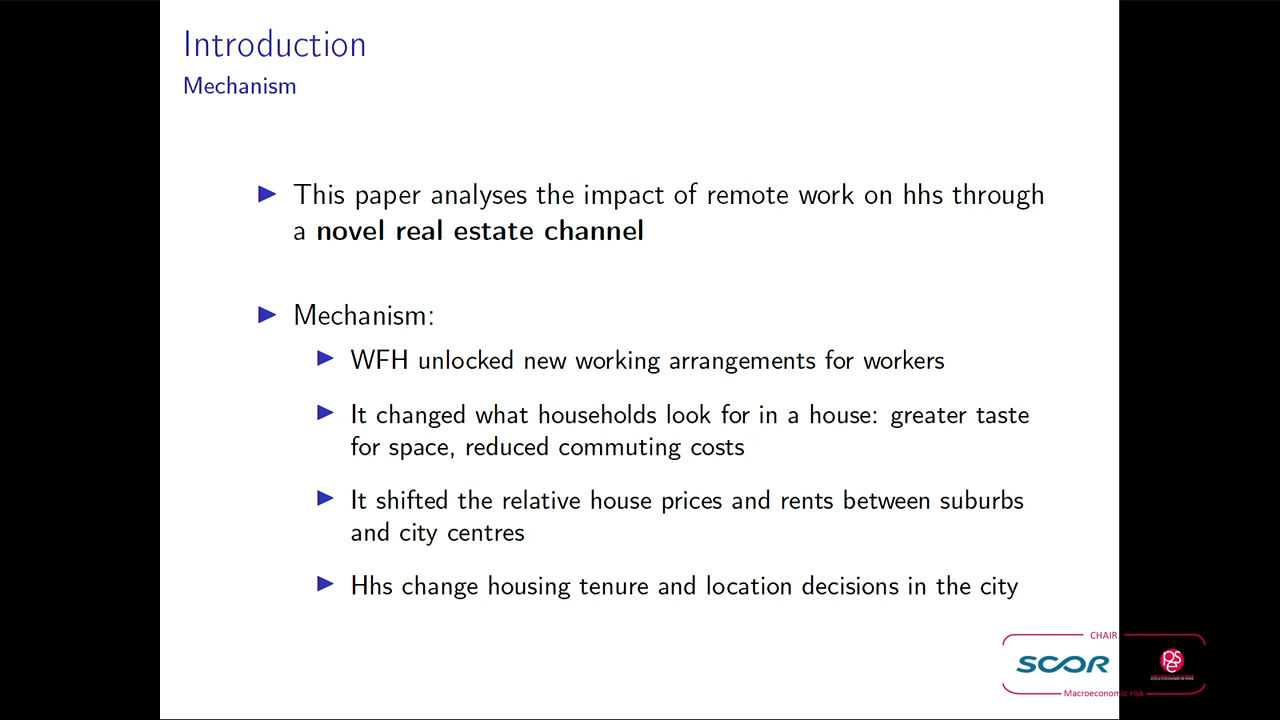 Introduction
Mechanism
This paper analyses the impact of remote work on hhs through
a novel real estate channel
Mechanism:
WFH unlocked new working arrangements for workers
It changed what households look for in a house: greater taste
for space, reduced commuting costs
It shifted the relative house prices and rents between suburbs
and city centres
Hhs change housing tenure and location decisions in the city
CHAIR
SCOR
PSE
Macroeconomic risk